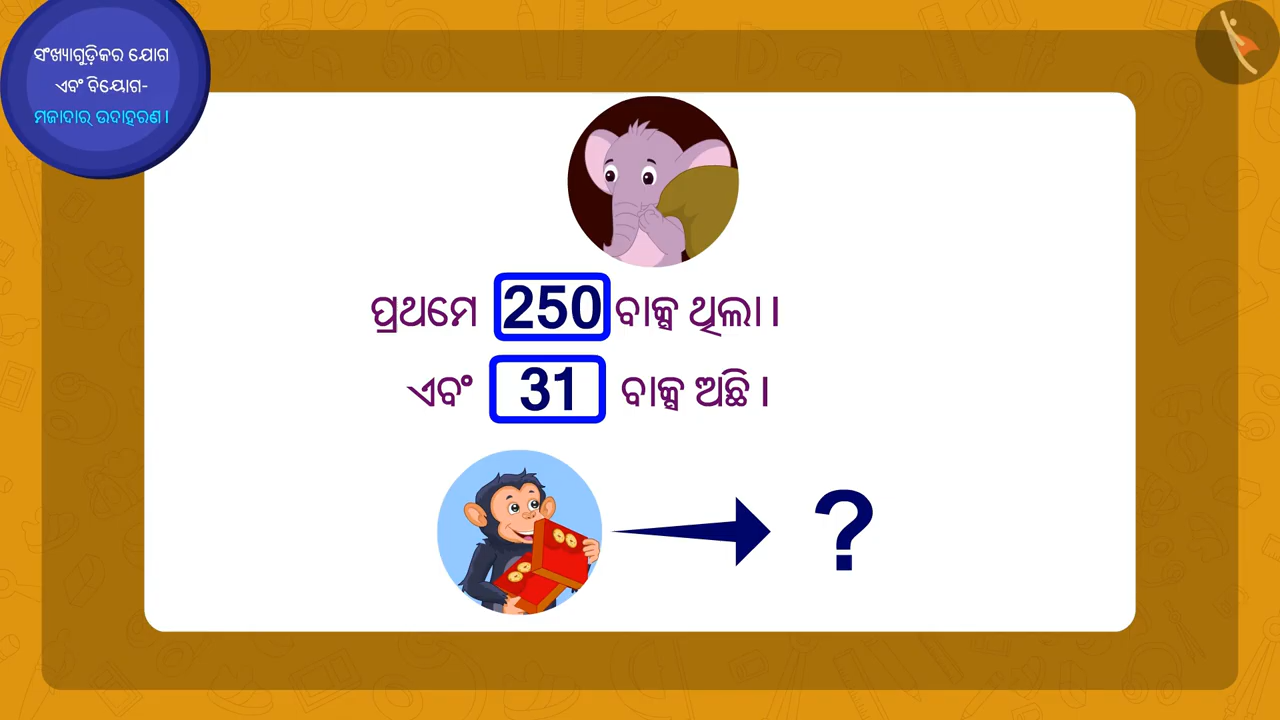 ସଂଖ୍ୟାଗୁଡ଼ିକର ଯୋଗ
ଏବଂ ବିୟୋଗ-
ମଜାଦାର୍ ଉଦାହରଣ ।
ପ୍ରଥମେ 250 ବାକ୍ସ ଥିଲା ।
ଏବଂ 31 ବାକ୍ସ ଅଛି ।
?